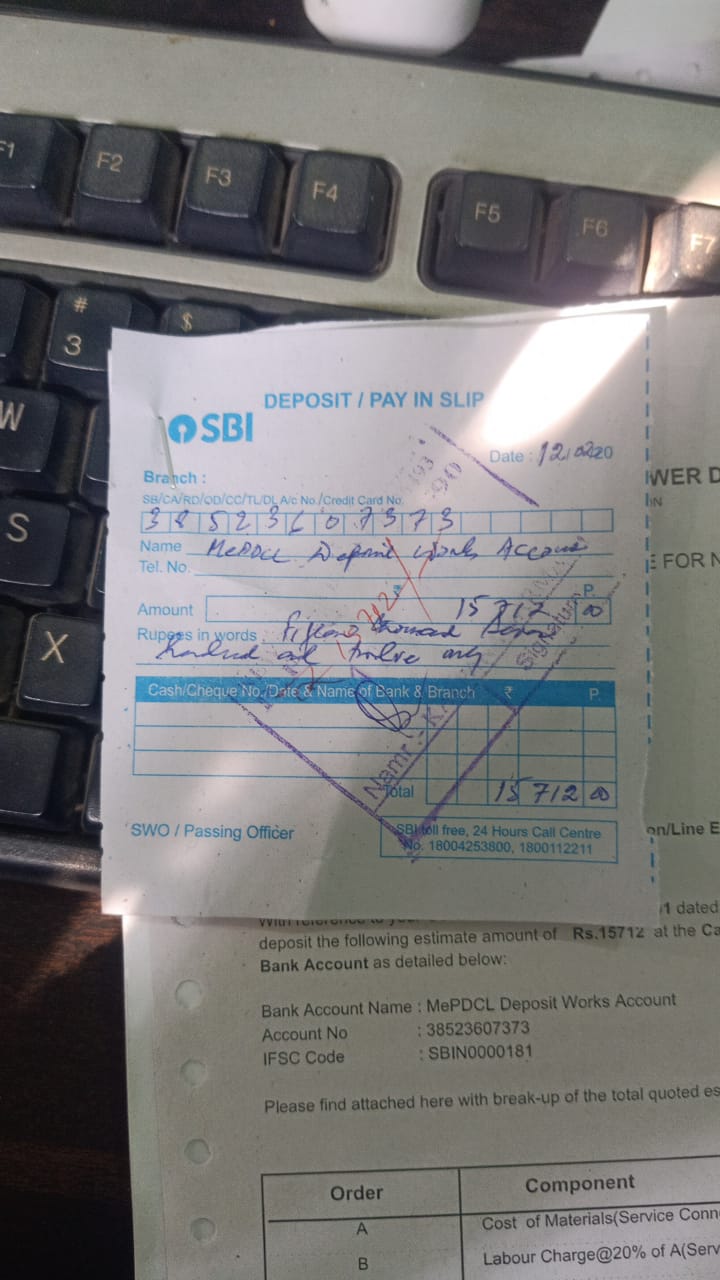 F1 F2 F3 F4 F5 F6 F7
#
3
$
W
S
X
DEPOSIT / PAY IN SLIP
SBI
Date :
Branch :
SB/CA/RD/OD/CC/TL/DL A/c No./Credit Card No.
38523607373
Name MePDCL Deposit Works Account
Tel. No.
P.
Amount 15712 00
Rupees in words Fifteen thousand Seven
hundred and twelve only
Signature
Cash/Cheque No./Date & Name of Bank & Branch ₹ P.
Name :- K.
Total 15712 00
SWO / Passing Officer
SBI toll free, 24 Hours Call Centre
No. 18004253800, 1800112211
WER D
E FOR N
on/Line E
1 dated
deposit the following estimate amount of Rs.15712 at the Ca
Bank Account as detailed below:
Bank Account Name : MePDCL Deposit Works Account
Account No : 38523607373
IFSC Code : SBIN0000181
Please find attached here with break-up of the total quoted es
Order Component
A Cost of Materials(Service Conn
B Labour Charge@20% of A(Serv